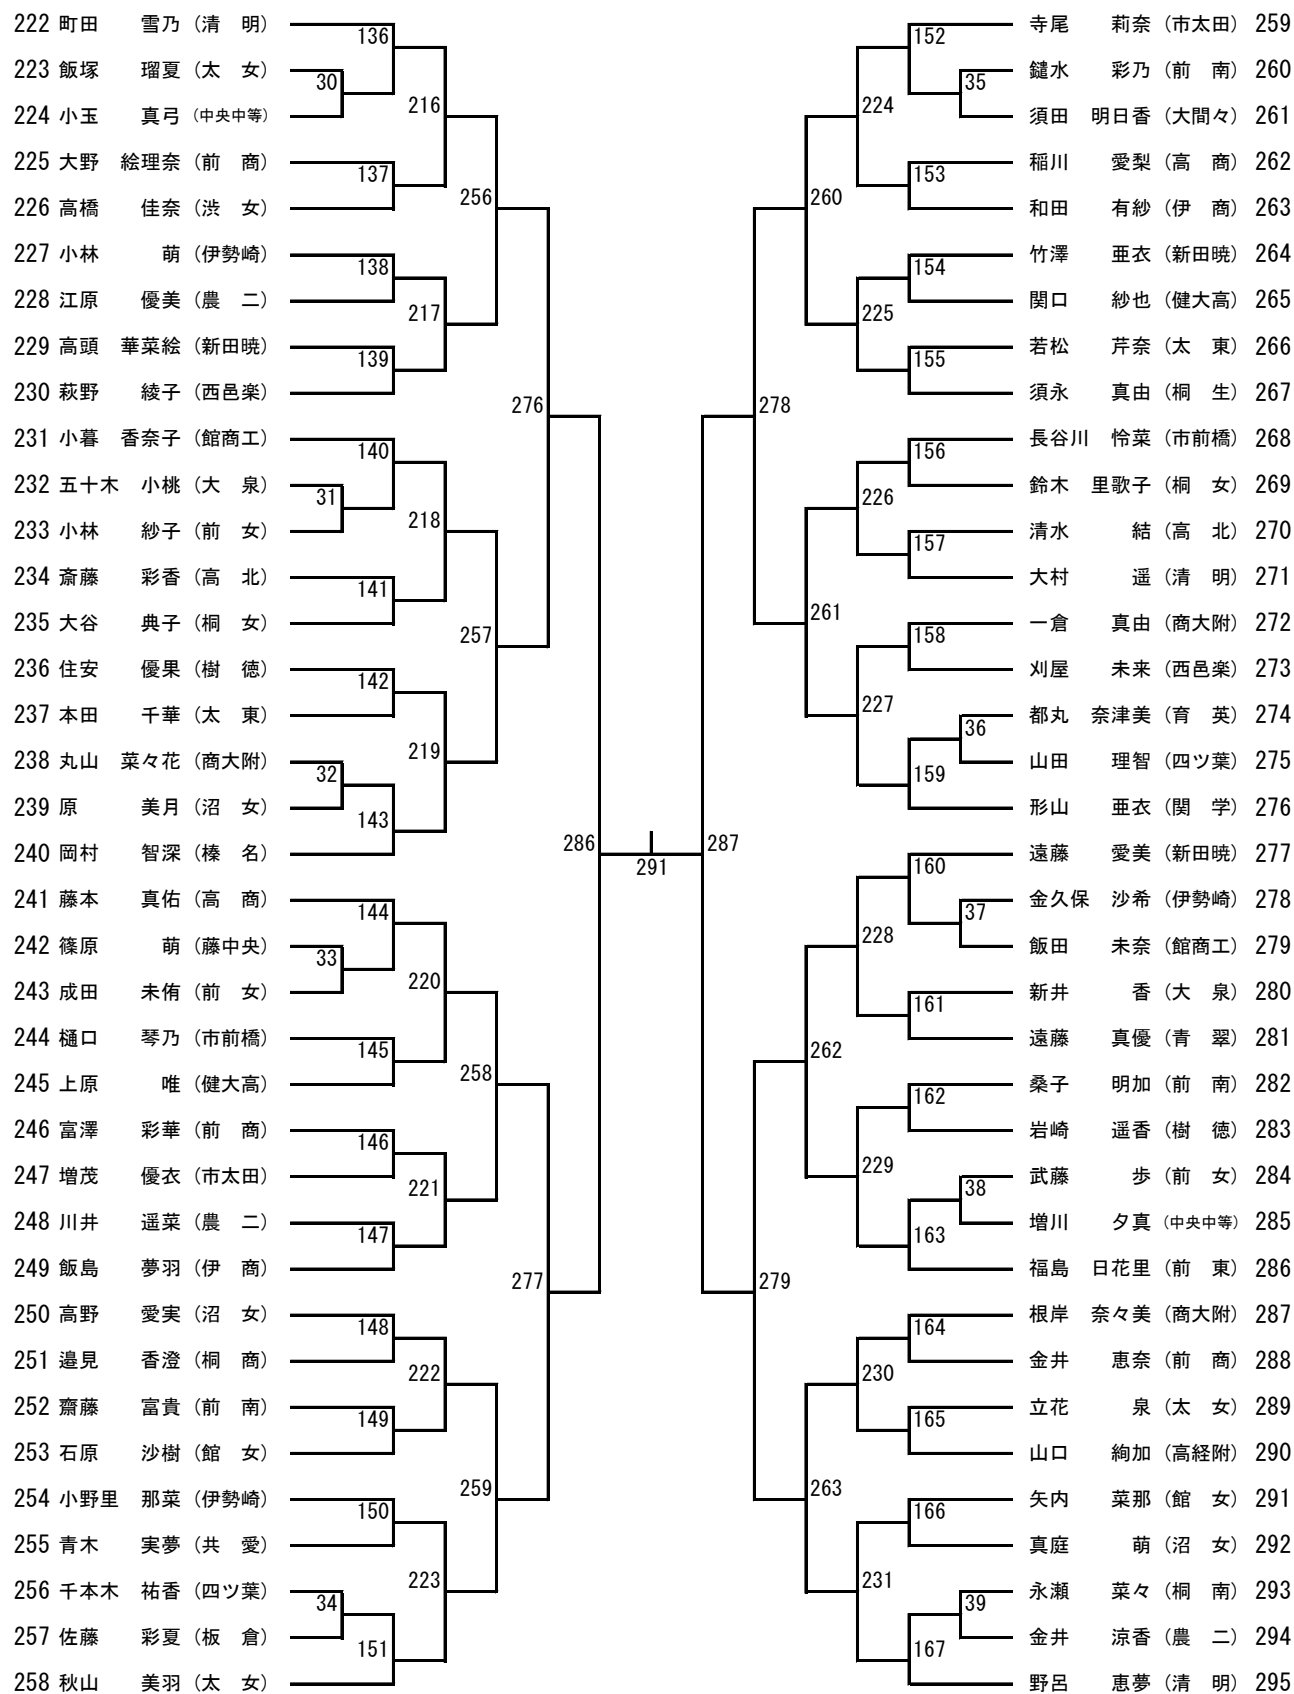 222 町田 雪乃 (清 明)
136
223 飯塚 瑠夏 (太 女)
30
224 小玉 真弓 (中央中等)
216
225 大野 絵理奈 (前 商)
137
226 高橋 佳奈 (渋 女)
256
227 小林 萌 (伊勢崎)
138
228 江原 優美 (農 二)
217
229 高頭 華菜絵 (新田暁)
139
230 萩野 綾子 (西邑楽)
276
231 小暮 香奈子 (館商工)
140
232 五十木 小桃 (大 泉)
31
233 小林 紗子 (前 女)
218
234 斎藤 彩香 (高 北)
141
235 大谷 典子 (桐 女)
257
236 住安 優果 (樹 徳)
142
237 本田 千華 (太 東)
219
238 丸山 菜々花 (商大附)
32
239 原 美月 (沼 女)
143
240 岡村 智深 (榛 名)
286
241 藤本 真佑 (高 商)
144
242 篠原 萌 (藤中央)
33
243 成田 未侑 (前 女)
220
244 樋口 琴乃 (市前橋)
145
245 上原 唯 (健大高)
258
246 富澤 彩華 (前 商)
146
247 増茂 優衣 (市太田)
221
248 川井 遥菜 (農 二)
147
249 飯島 夢羽 (伊 商)
277
250 高野 愛実 (沼 女)
148
251 邉見 香澄 (桐 商)
222
252 齋藤 富貴 (前 南)
149
253 石原 沙樹 (館 女)
259
254 小野里 那菜 (伊勢崎)
150
255 青木 実夢 (共 愛)
223
256 千本木 祐香 (四ツ葉)
34
257 佐藤 彩夏 (板 倉)
151
258 秋山 美羽 (太 女)
291
寺尾 莉奈 (市太田) 259
152
鑓水 彩乃 (前 南) 260
35
須田 明日香 (大間々) 261
224
稲川 愛梨 (高 商) 262
153
和田 有紗 (伊 商) 263
260
竹澤 亜衣 (新田暁) 264
154
関口 紗也 (健大高) 265
225
若松 芹奈 (太 東) 266
155
須永 真由 (桐 生) 267
278
長谷川 怜菜 (市前橋) 268
156
鈴木 里歌子 (桐 女) 269
226
清水 結 (高 北) 270
157
大村 遥 (清 明) 271
261
一倉 真由 (商大附) 272
158
刈屋 未来 (西邑楽) 273
227
都丸 奈津美 (育 英) 274
36
山田 理智 (四ツ葉) 275
159
形山 亜衣 (関 学) 276
287
遠藤 愛美 (新田暁) 277
160
金久保 沙希 (伊勢崎) 278
37
飯田 未奈 (館商工) 279
228
新井 香 (大 泉) 280
161
遠藤 真優 (青 翠) 281
262
桑子 明加 (前 南) 282
162
岩崎 遥香 (樹 徳) 283
229
武藤 歩 (前 女) 284
38
増川 夕真 (中央中等) 285
163
福島 日花里 (前 東) 286
279
根岸 奈々美 (商大附) 287
164
金井 恵奈 (前 商) 288
230
立花 泉 (太 女) 289
165
山口 絢加 (高経附) 290
263
矢内 菜那 (館 女) 291
166
真庭 萌 (沼 女) 292
231
永瀬 菜々 (桐 南) 293
39
金井 涼香 (農 二) 294
167
野呂 恵夢 (清 明) 295